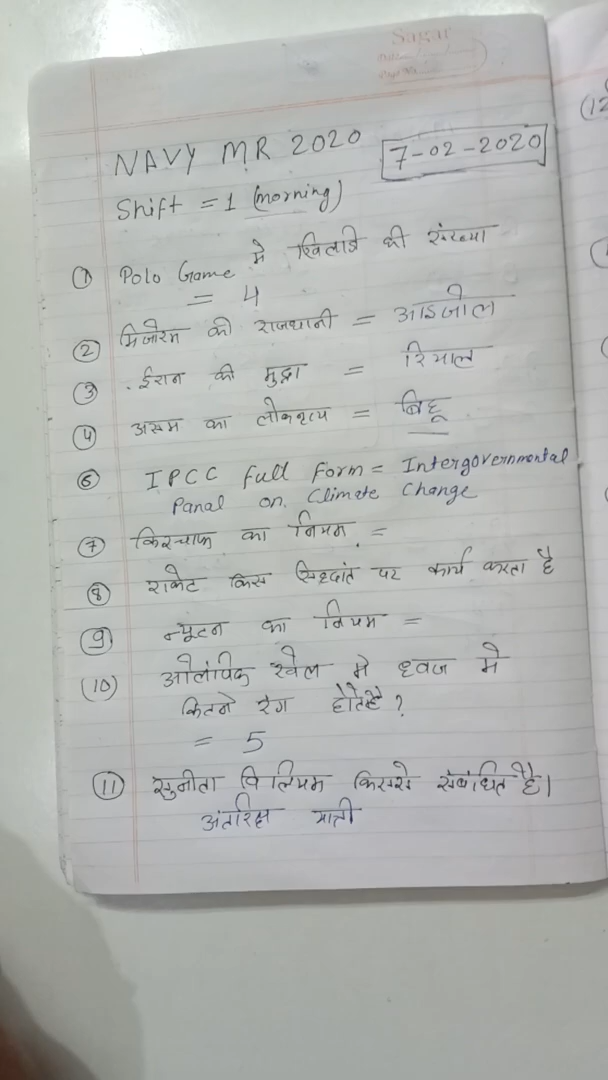 Sagar
NAVY MR 2020
7-02-2020
Shift = 1 (morning)
(12
① Polo Game मे खिलाड़ि की संख्या
= 4
② मिजोरम की राजधानी = आइजोल
③ . ईरान की मुद्रा = रियाल
④ असम का लोकनृत्य = बिहू
⑥ IPCC full form = Intergovernmental
Panal on Climate Change
⑦ किरचाफ का नियम =
⑧ राकेट किस सिध्दांत पर कार्य करता है
⑨ न्यूटन का नियम =
(10) ओलंपिक खेल मे ध्वज मे
कितने रंग होतेहै ?
= 5
⑪ सुनीता विलियम किससे संबंधित है।
अंतरिक्ष यात्री